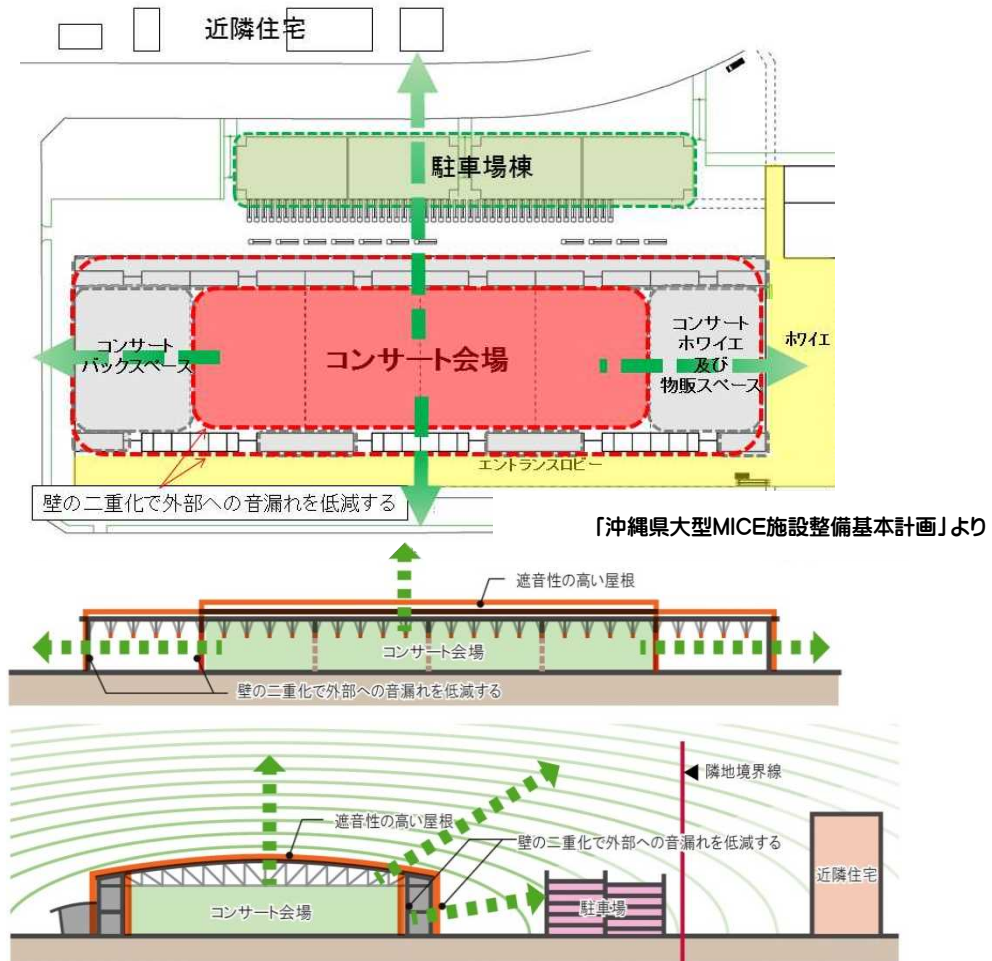 近隣住宅
駐車場棟
コンサート
バックスペース
コンサート会場
コンサート
ホワイエ
及び
物販スペース
ホワイエ
エントランスロビー
壁の二重化で外部への音漏れを低減する
「沖縄県大型MICE施設整備基本計画」より
遮音性の高い屋根
コンサート会場
壁の二重化で外部への音漏れを低減する
隣地境界線
遮音性の高い屋根
壁の二重化で外部への音漏れを低減する
近隣住宅
コンサート会場
駐車場